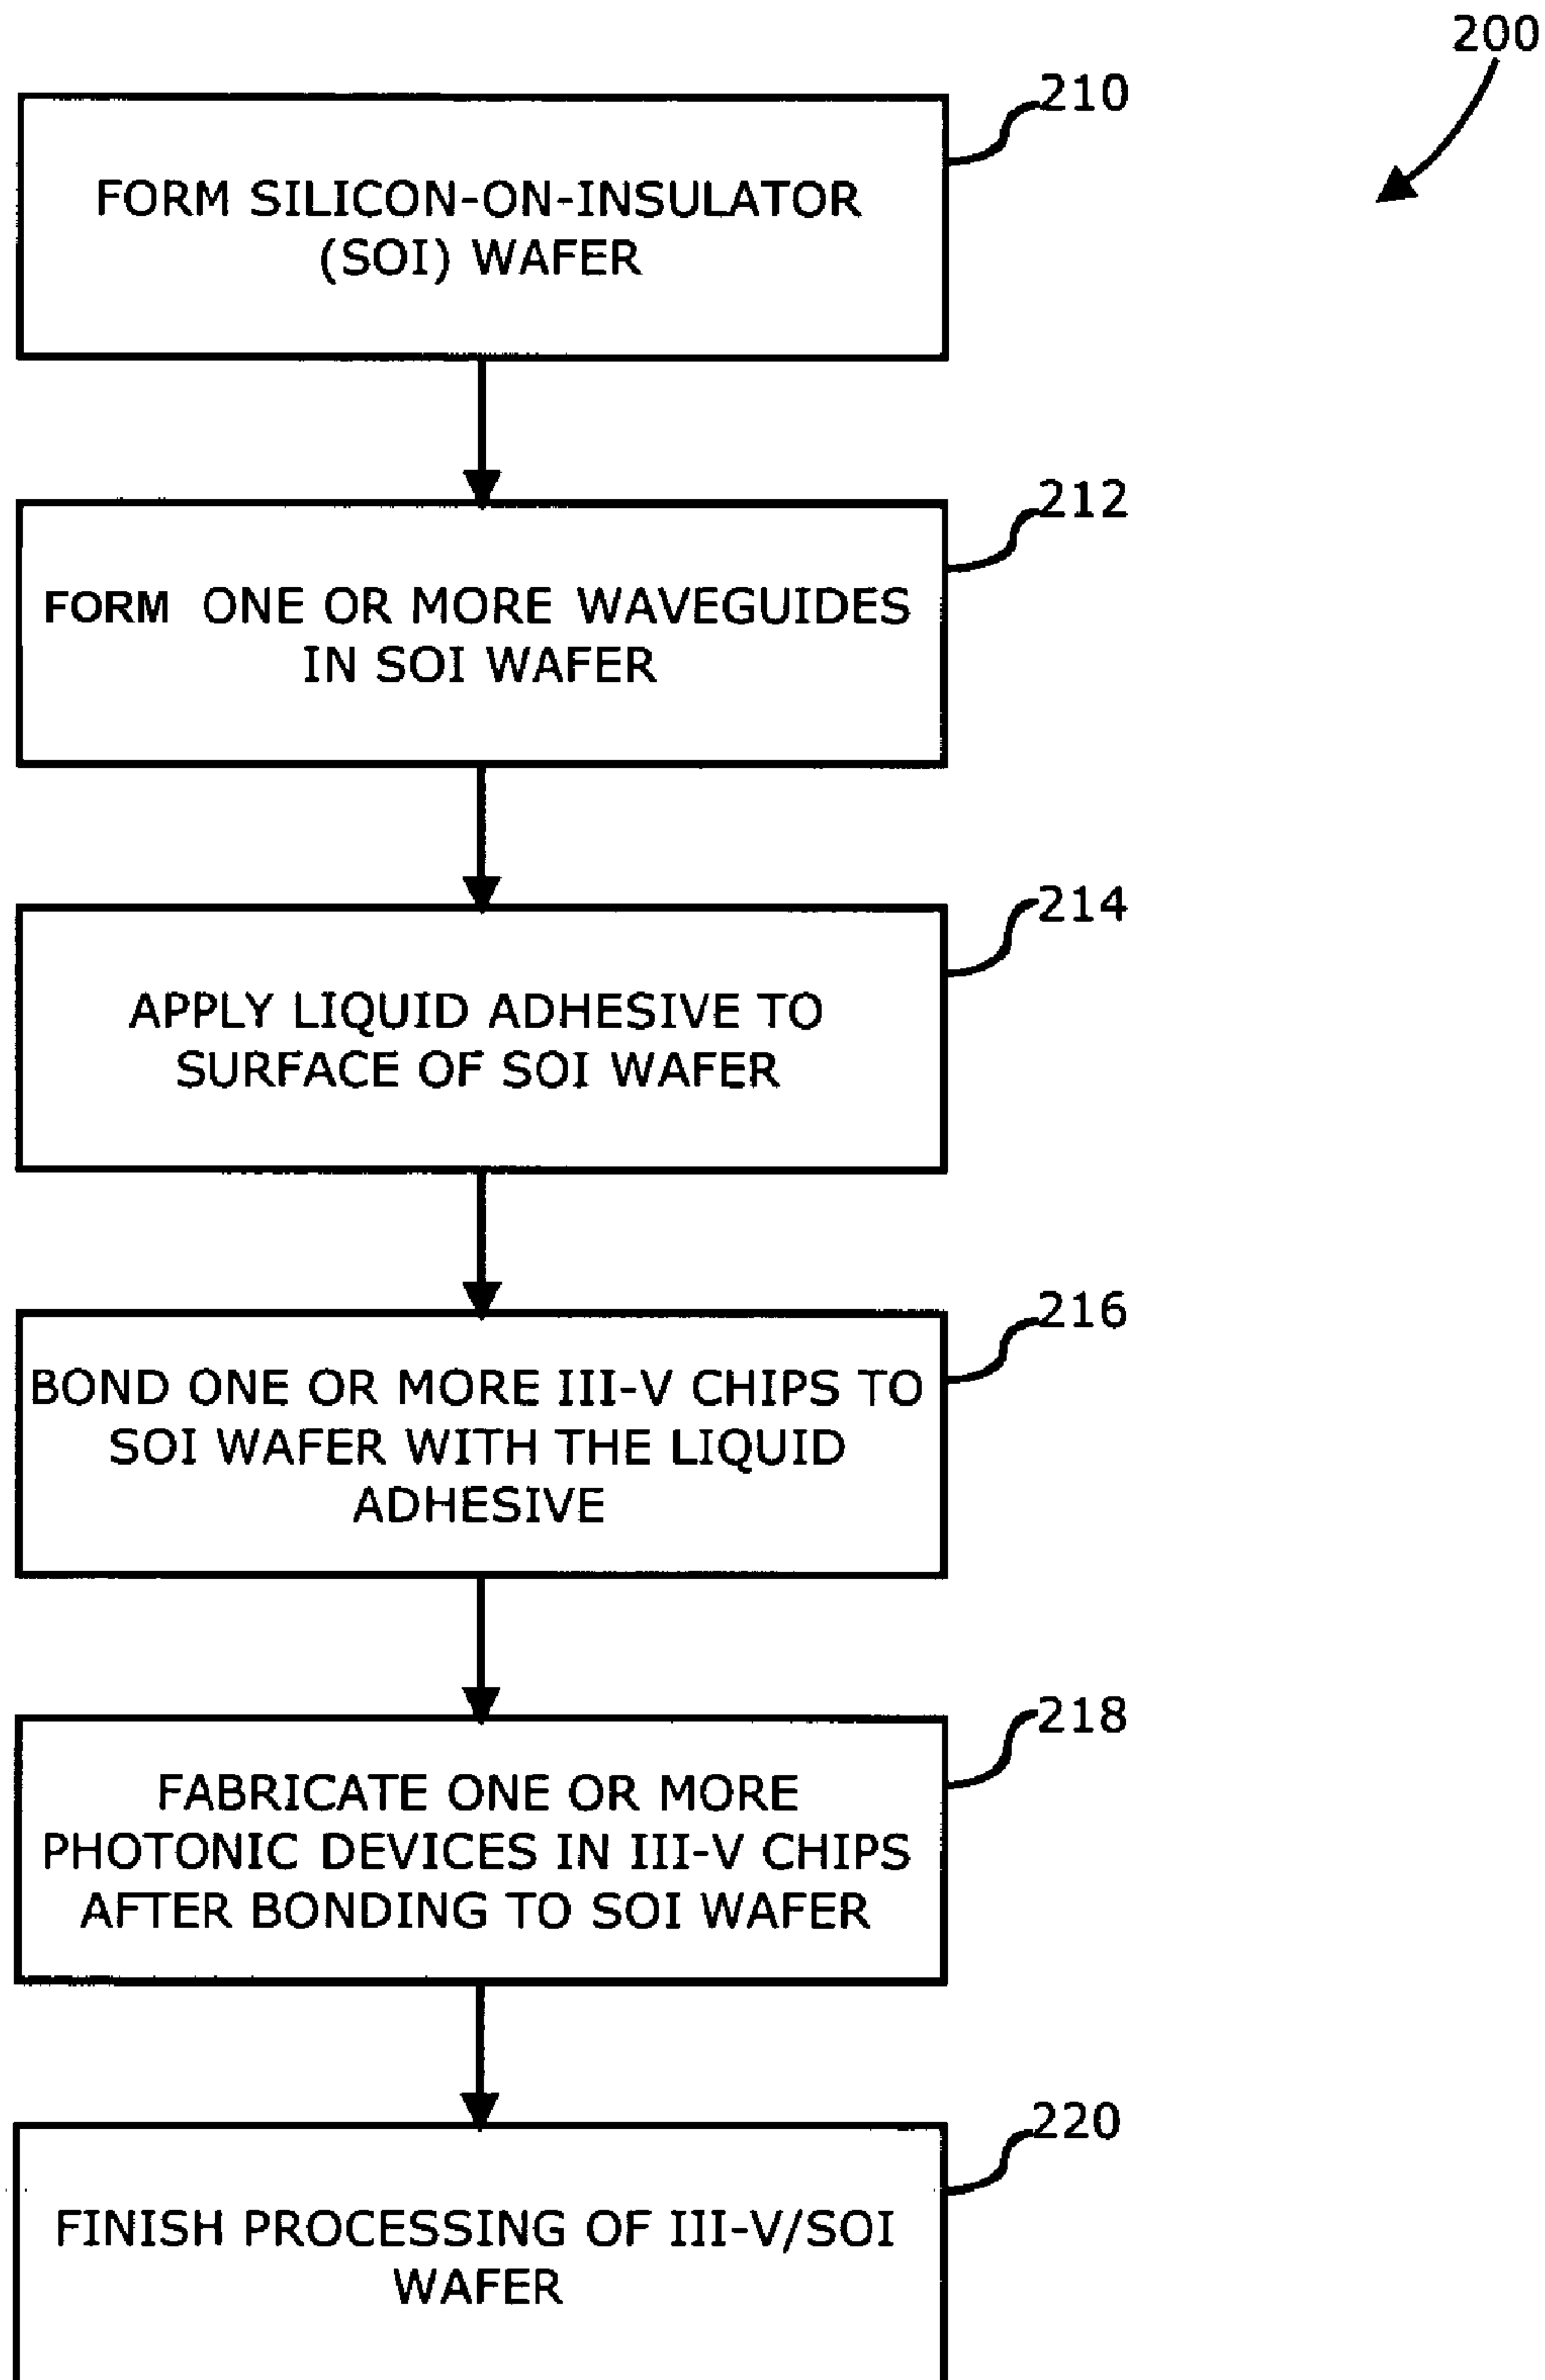 200
210
FORM SILICON-ON-INSULATOR
(SOI) WAFER
212
FORM ONE OR MORE WAVEGUIDES
IN SOI WAFER
214
APPLY LIQUID ADHESIVE TO
SURFACE OF SOI WAFER
216
BOND ONE OR MORE III-V CHIPS TO
SOI WAFER WITH THE LIQUID
ADHESIVE
218
FABRICATE ONE OR MORE
PHOTONIC DEVICES IN III-V CHIPS
AFTER BONDING TO SOI WAFER
220
FINISH PROCESSING OF III-V/SOI
WAFER